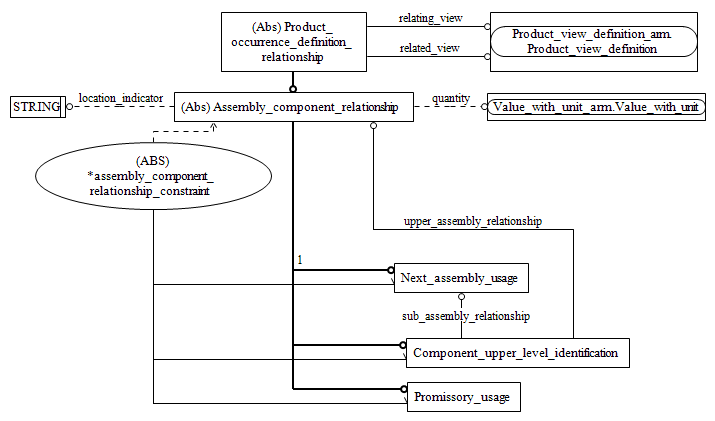 (Abs) Product_
occurrence_definition_
relationship
relating_view
related_view
Product_view_definition_arm.
Product_view_definition
STRING
location_indicator
(Abs) Assembly_component_relationship
quantity
Value_with_unit_arm.Value_with_unit
(ABS)
*assembly_component_
relationship_constraint
upper_assembly_relationship
1
Next_assembly_usage
sub_assembly_relationship
Component_upper_level_identification
Promissory_usage